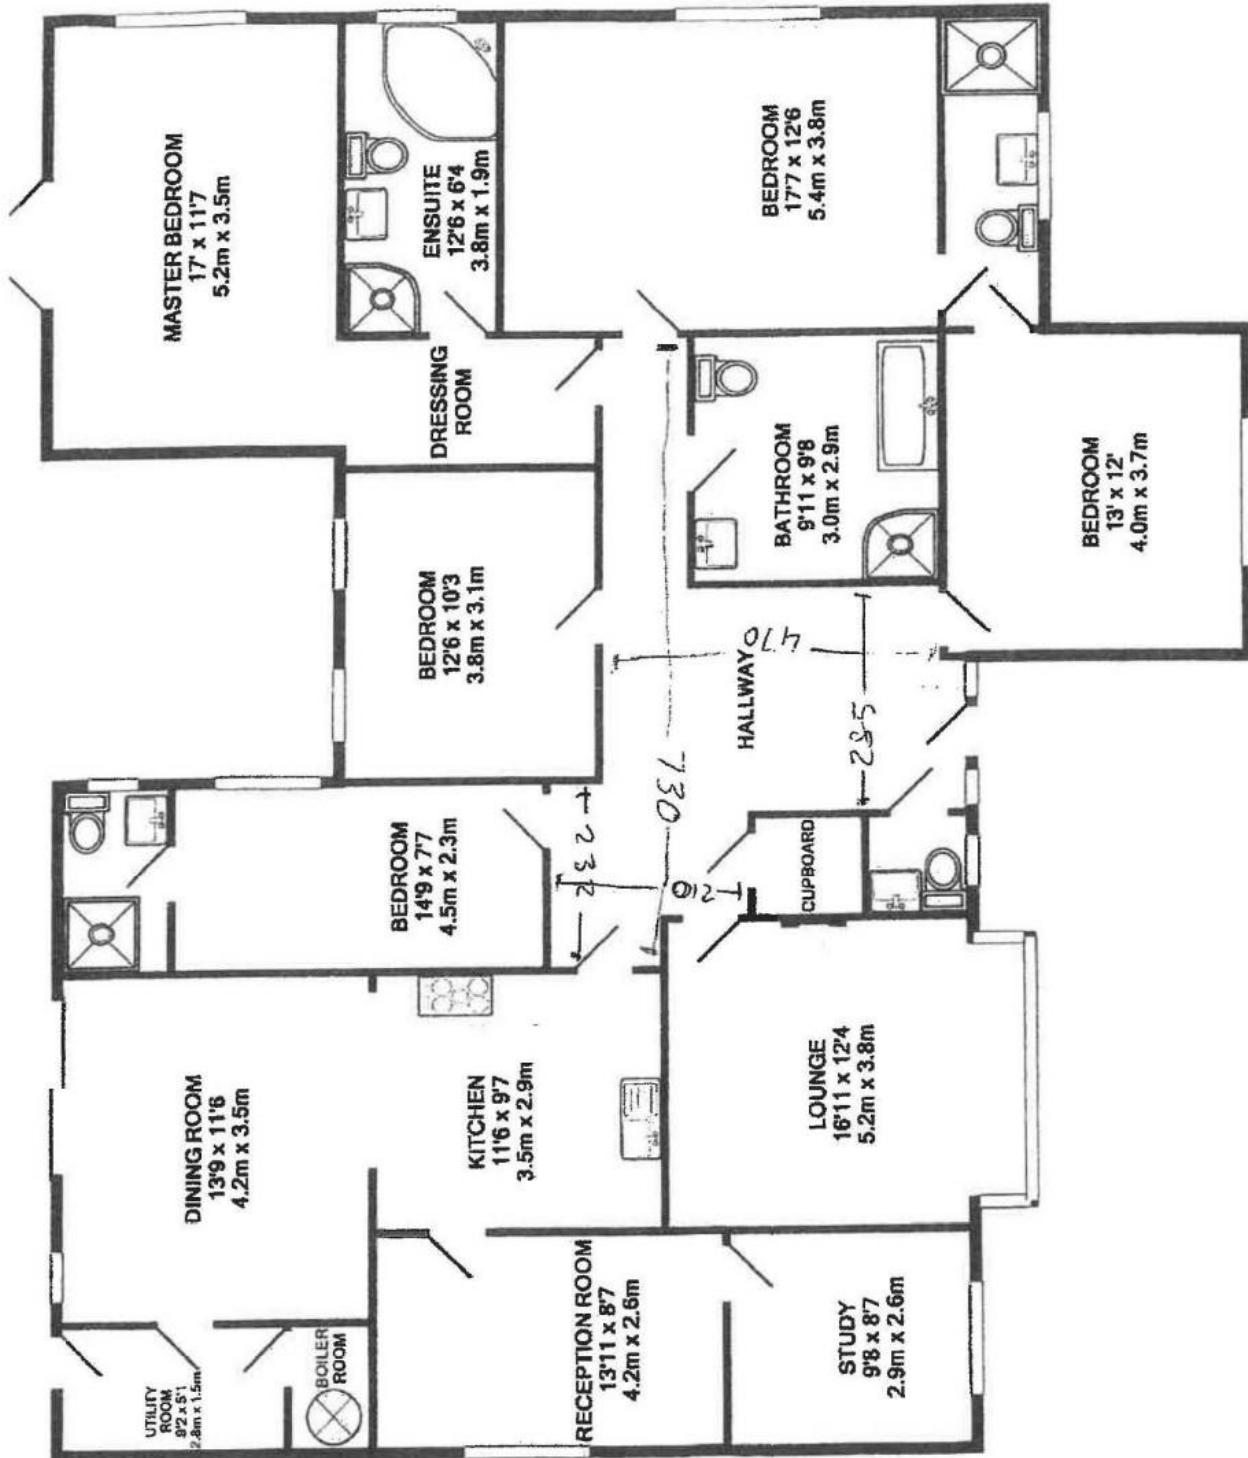 UTILITY
ROOM
9'2 x 5'1
2.8m x 1.5m
BOILER
ROOM
DINING ROOM
13'9 x 11'6
4.2m x 3.5m
BEDROOM
14'9 x 7'7
4.5m x 2.3m
MASTER BEDROOM
17' x 11'7
5.2m x 3.5m
KITCHEN
11'6 x 9'7
3.5m x 2.9m
BEDROOM
12'6 x 10'3
3.8m x 3.1m
DRESSING
ROOM
ENSUITE
12'6 x 6'4
3.8m x 1.9m
RECEPTION ROOM
13'11 x 8'7
4.2m x 2.6m
232
730
210
470
HALLWAY
CUPBOARD
BATHROOM
9'11 x 9'8
3.0m x 2.9m
BEDROOM
17'7 x 12'6
5.4m x 3.8m
STUDY
9'8 x 8'7
2.9m x 2.6m
LOUNGE
16'11 x 12'4
5.2m x 3.8m
BEDROOM
13' x 12'
4.0m x 3.7m